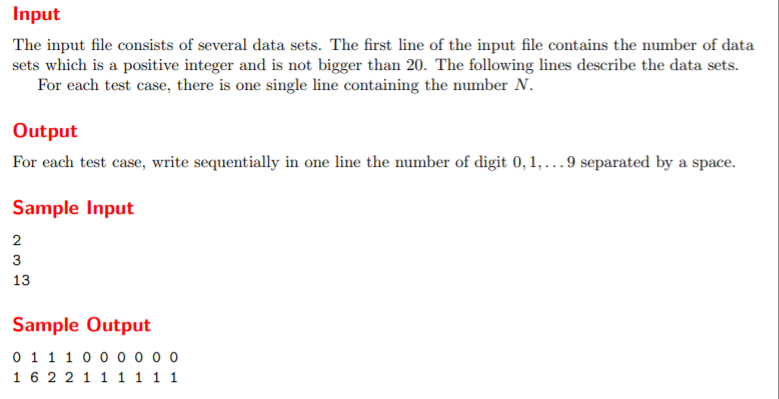 Input
The input file consists of several data sets. The first line of the input file contains the number of data
sets which is a positive integer and is not bigger than 20. The following lines describe the data sets.
For each test case, there is one single line containing the number N.
Output
For each test case, write sequentially in one line the number of digit 0, 1, . . . 9 separated by a space.
Sample Input
2
3
13
Sample Output
0 1 1 1 0 0 0 0 0 0
1 6 2 2 1 1 1 1 1 1